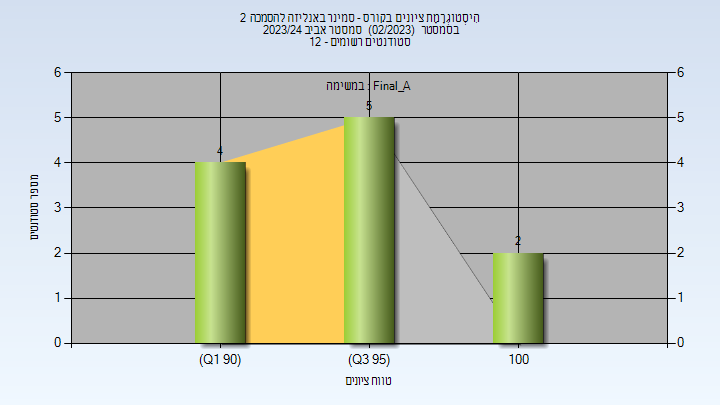 היסטוגרמת ציונים בקורס - סמינר באנליזה להסמכה 2
בסמסטר (02/2023) סמסטר אביב 2023/24
סטודנטים רשומים - 12
במשימה : Final_A
6 6
5 5 5
4 4 4
3 3
2 2 2
1 1
0 0
מספר סטודנטים
(Q1 90) (Q3 95) 100
טווח ציונים